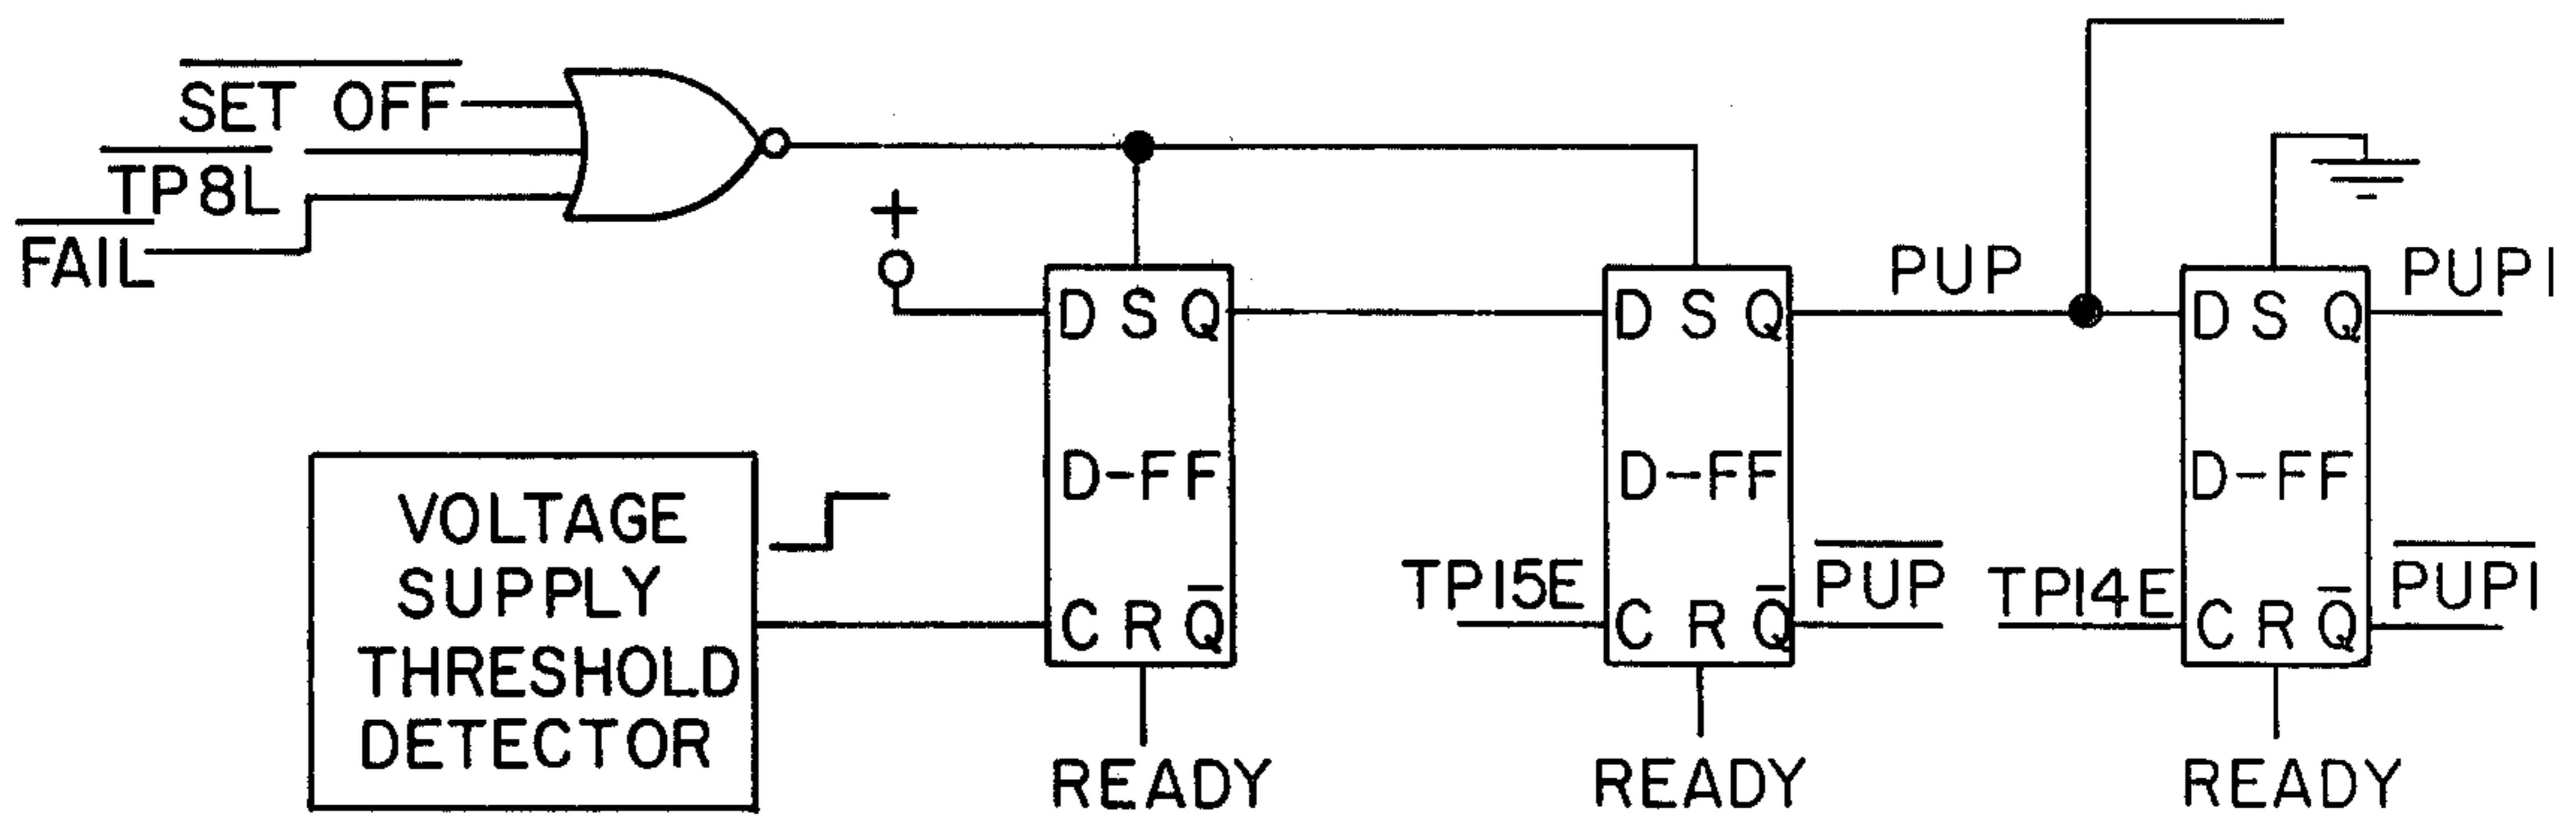 SET OFF
TP8L
FAIL
+
PUP
PUP1
D S Q
D S Q
D S Q
D-FF
D-FF
D-FF
VOLTAGE
SUPPLY
THRESHOLD
DETECTOR
TP15E
PUP
TP14E
PUP1
C R Q̅
C R Q̅
C R Q̅
READY
READY
READY